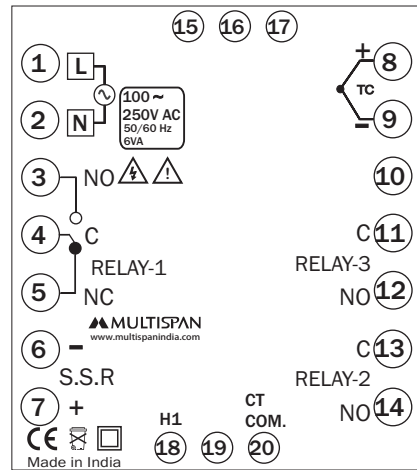 15 16 17
1 L
2 N
100 ~
250V AC
50/60 Hz
6VA
+ 8
TC
- 9
3 NO
10
4 C
C 11
RELAY-1
RELAY-3
5 NC
NO 12
MULTISPAN
www.multispanindia.com
6 -
C 13
S.S.R
RELAY-2
7 +
NO 14
H1
CT
COM.
18 19 20
CE
Made in India